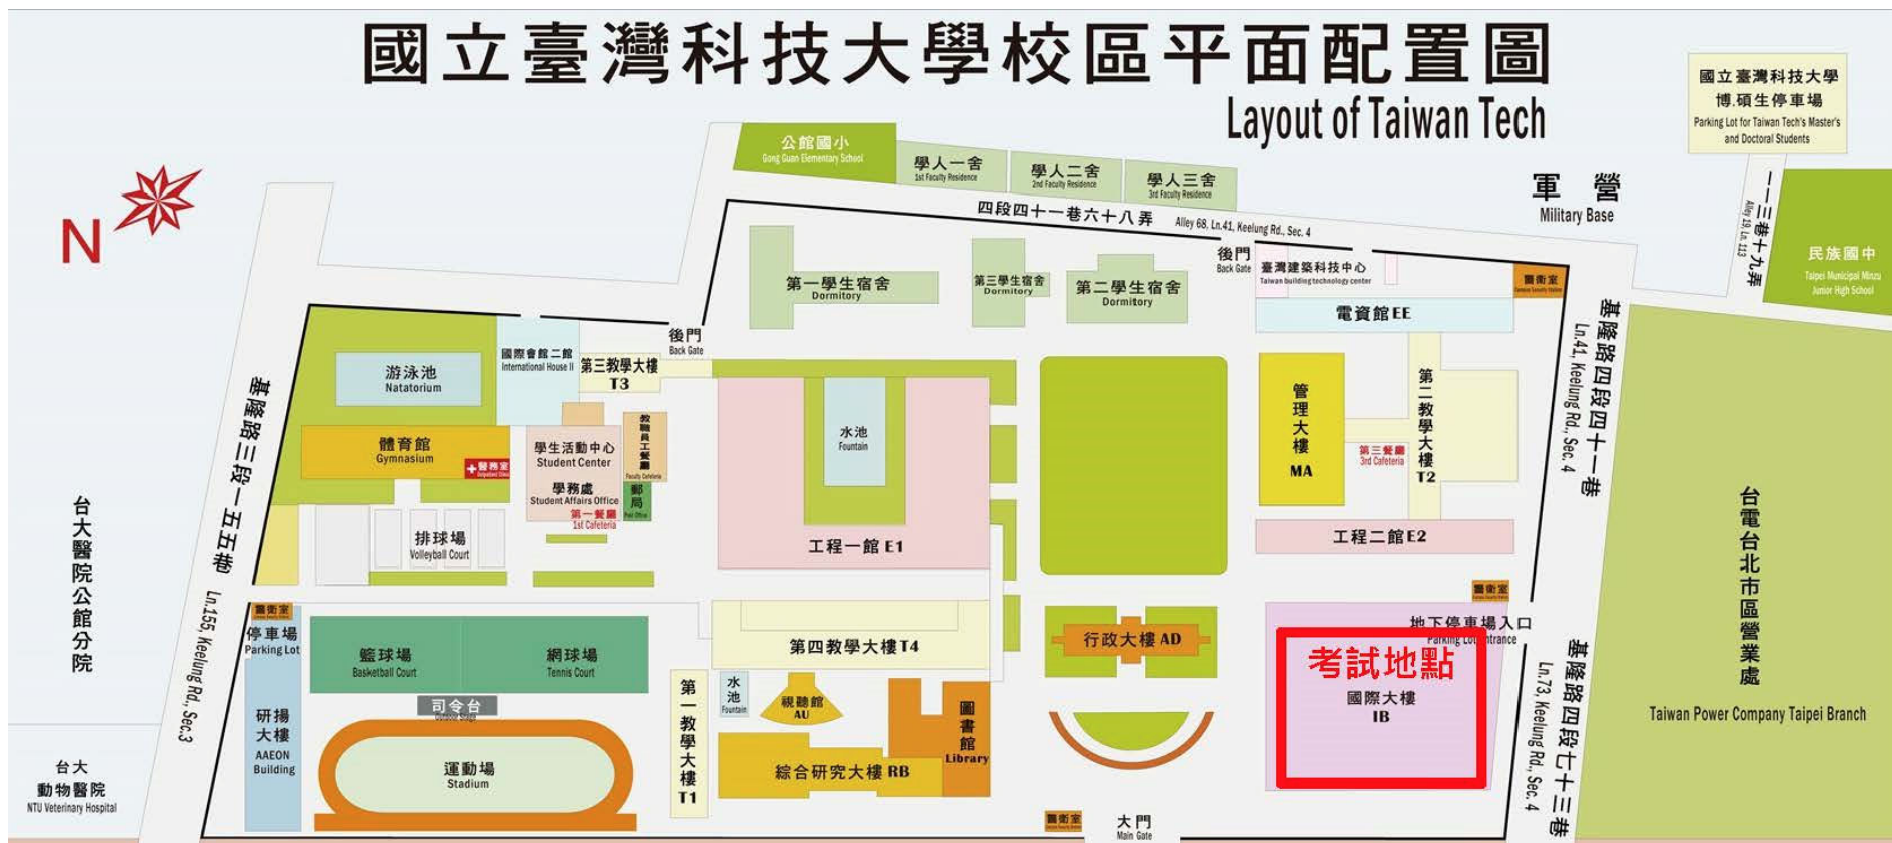 國立臺灣科技大學校區平面配置圖
Layout of Taiwan Tech
國立臺灣科技大學
博.碩生停車場
Parking Lot for Taiwan Tech's Master's
and Doctoral Students
公館國小
Gong Guan Elementary School
學人一舍
1st Faculty Residence
學人二舍
2nd Faculty Residence
學人三舍
3rd Faculty Residence
四段四十一巷六十八弄
Alley 68, Ln.41, Keelung Rd., Sec. 4
軍營
Military Base
一一三巷十九弄
Alley 19, Ln. 113
民族國中
Taipei Municipal Minzu
Junior High School
N
後門
Back Gate
臺灣建築科技中心
Taiwan building technology center
警衛室
第一學生宿舍
Dormitory
第三學生宿舍
Dormitory
第二學生宿舍
Dormitory
電資館 EE
基隆路四段四十一巷
Ln.41, Keelung Rd., Sec. 4
後門
Back Gate
國際會館二館
International House II
第三教學大樓
T3
游泳池
Natatorium
基隆路三段一五五巷
Ln.155, Keelung Rd., Sec.3
體育館
Gymnasium
醫務室
學生活動中心
Student Center
學務處
Student Affairs Office
第一餐廳
1st Cafeteria
教職員工餐廳
Faculty Cafeteria
郵局
Post Office
水池
Fountain
管理大樓
MA
第二教學大樓
T2
第三餐廳
3rd Cafeteria
排球場
Volleyball Court
工程一館 E1
工程二館 E2
台大醫院公館分院
台電台北市區營業處
Taiwan Power Company Taipei Branch
警衛室
停車場
Parking Lot
籃球場
Basketball Court
網球場
Tennis Court
第四教學大樓 T4
行政大樓 AD
警衛室
地下停車場入口
Parking Lot Entrance
考試地點
國際大樓
IB
基隆路四段七十三巷
Ln.73, Keelung Rd., Sec. 4
司令台
Outdoor Stage
研揚大樓
AAEON
Building
運動場
Stadium
第一教學大樓
T1
水池
Fountain
視聽館
AU
圖書館
Library
綜合研究大樓 RB
台大
動物醫院
NTU Veterinary Hospital
警衛室
大門
Main Gate